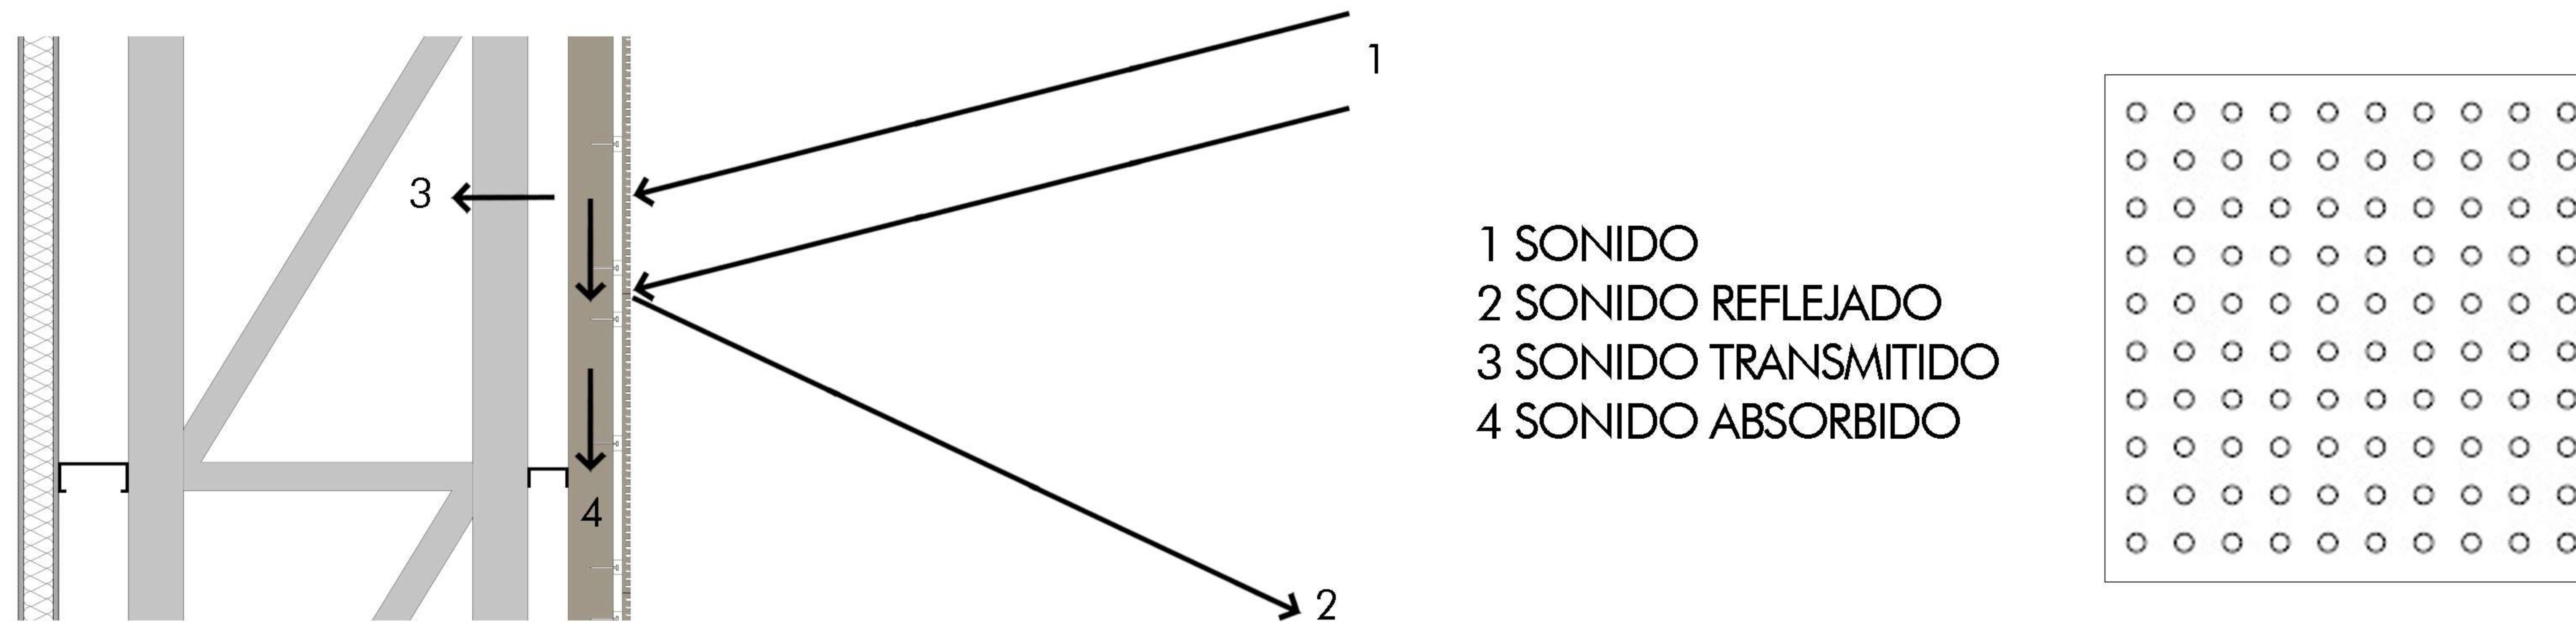 1
3
4
2
1 SONIDO
2 SONIDO REFLEJADO
3 SONIDO TRANSMITIDO
4 SONIDO ABSORBIDO